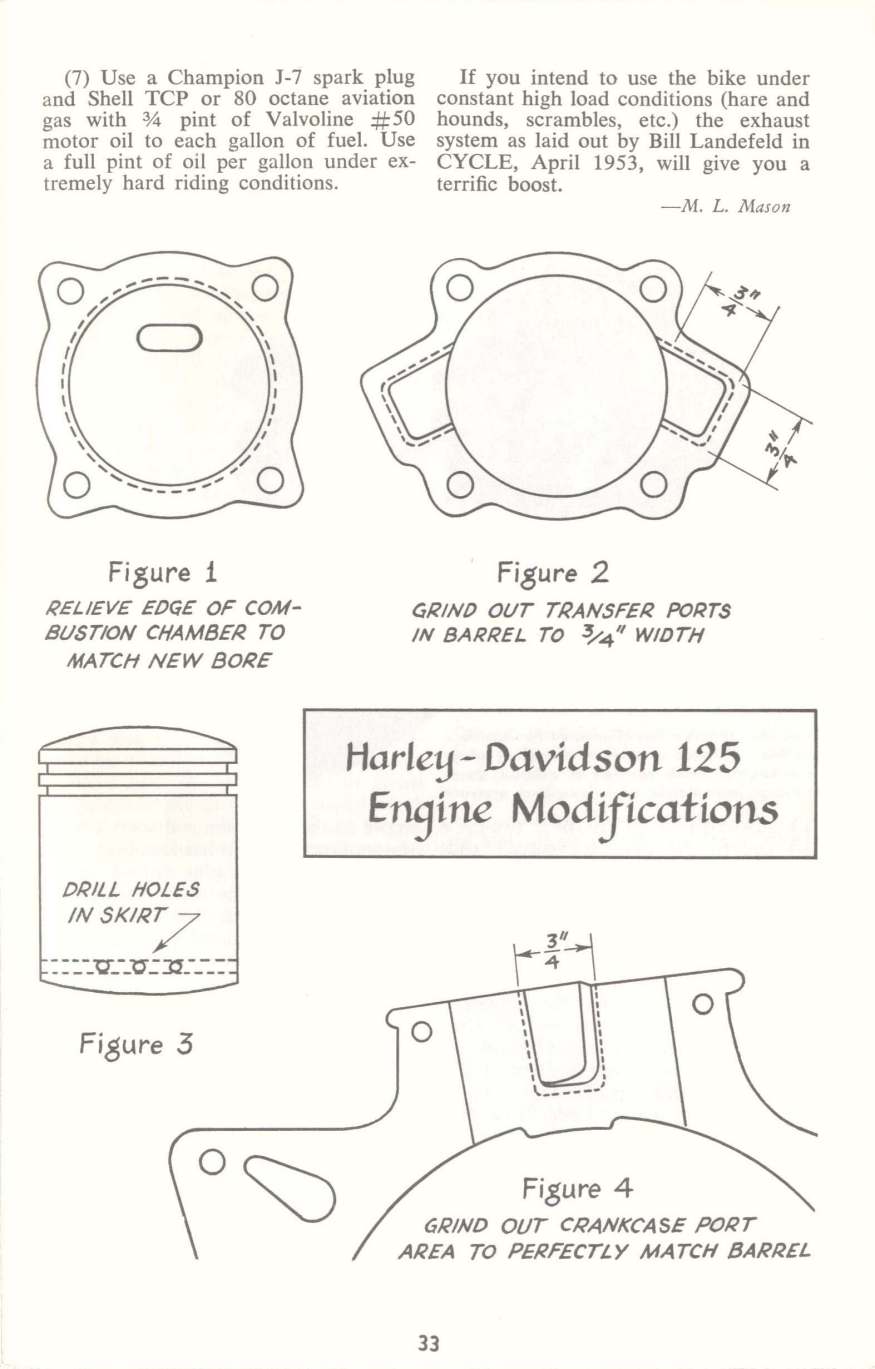 (7) Use a Champion J-7 spark plug
and Shell TCP or 80 octane aviation
gas with ¾ pint of Valvoline #50
motor oil to each gallon of fuel. Use
a full pint of oil per gallon under ex-
tremely hard riding conditions.
If you intend to use the bike under
constant high load conditions (hare and
hounds, scrambles, etc.) the exhaust
system as laid out by Bill Landefeld in
CYCLE, April 1953, will give you a
terrific boost.
—M. L. Mason
3"
4
3"
4
Figure 1
RELIEVE EDGE OF COM-
BUSTION CHAMBER TO
MATCH NEW BORE
Figure 2
GRIND OUT TRANSFER PORTS
IN BARREL TO 3/4" WIDTH
Harley-Davidson 125
Engine Modifications
DRILL HOLES
IN SKIRT
Figure 3
3"
4
Figure 4
GRIND OUT CRANKCASE PORT
AREA TO PERFECTLY MATCH BARREL
33